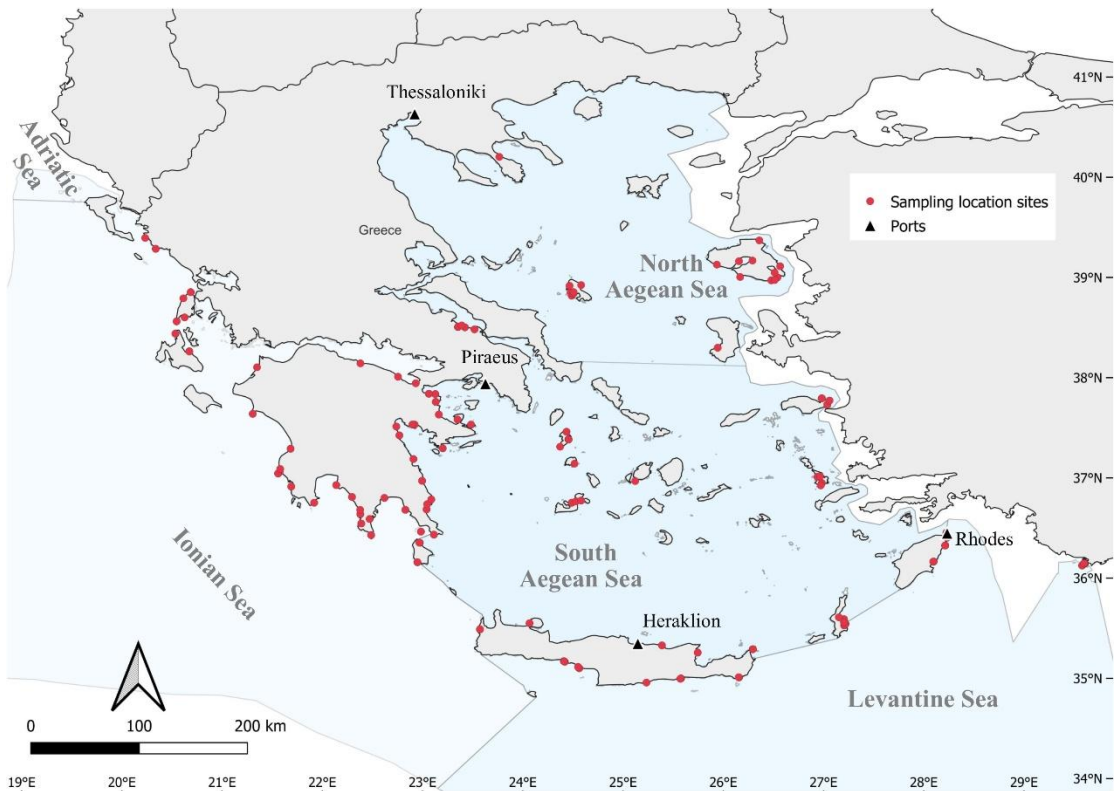 41°N
Thessaloniki
Adriatic
Sea
40°N
Sampling location sites
Ports
Greece
North
Aegean Sea
39°N
Piraeus
38°N
37°N
Ionian Sea
South
Aegean Sea
Rhodes
36°N
Heraklion
35°N
Levantine Sea
0 100 200 km
19°E 20°E 21°E 22°E 23°E 24°E 25°E 26°E 27°E 28°E 29°E 34°N